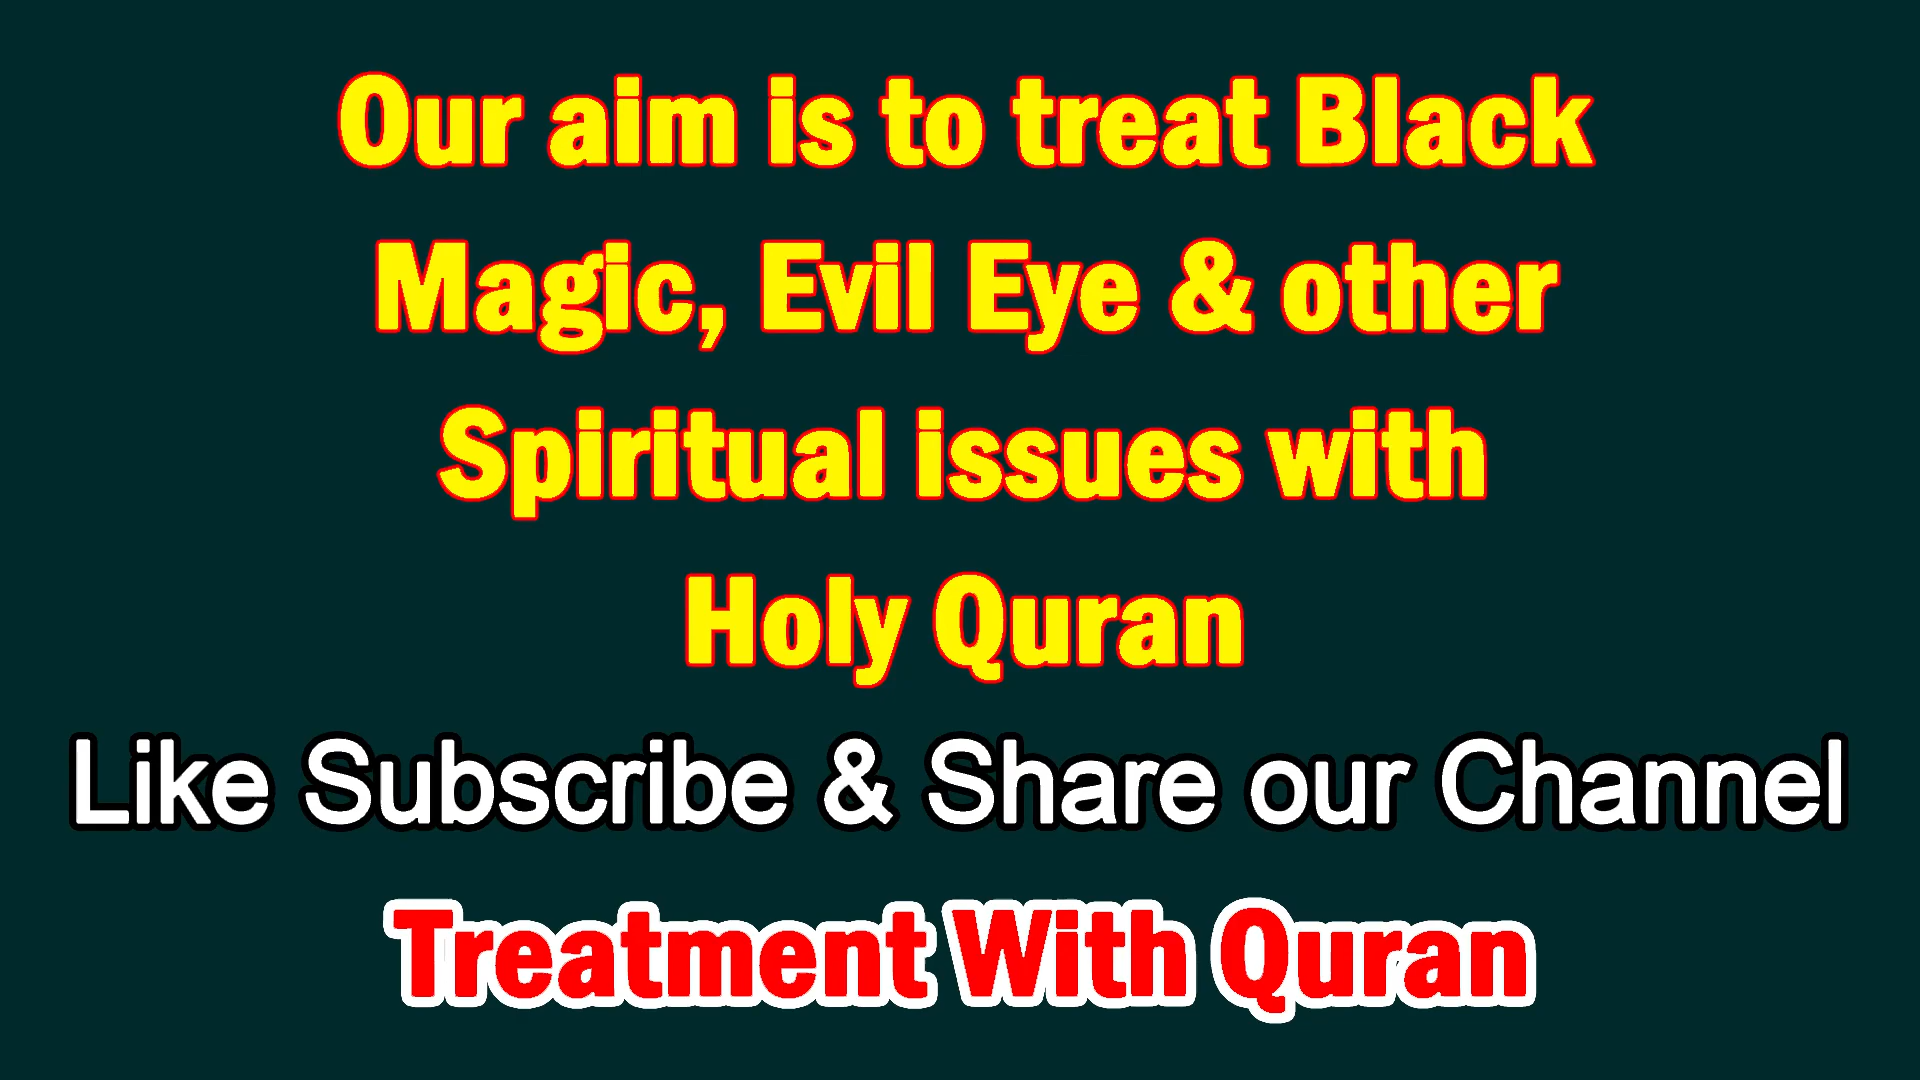 Our aim is to treat Black
Magic, Evil Eye & other
Spiritual issues with
Holy Quran
Like Subscribe & Share our Channel
Treatment With Quran